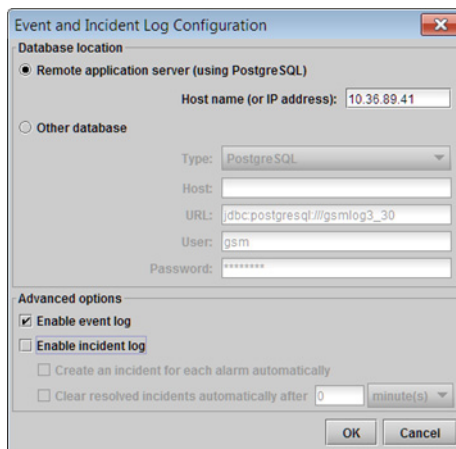 Event and Incident Log Configuration
Database location
Remote application server (using PostgreSQL)
Host name (or IP address): 10.36.89.41
Other database
Type: PostgreSQL
Host:
URL: jdbc:postgresql:///gsmlog3_30
User: gsm
Password: ********
Advanced options
Enable event log
Enable incident log
Create an incident for each alarm automatically
Clear resolved incidents automatically after 0 minute(s)
OK Cancel